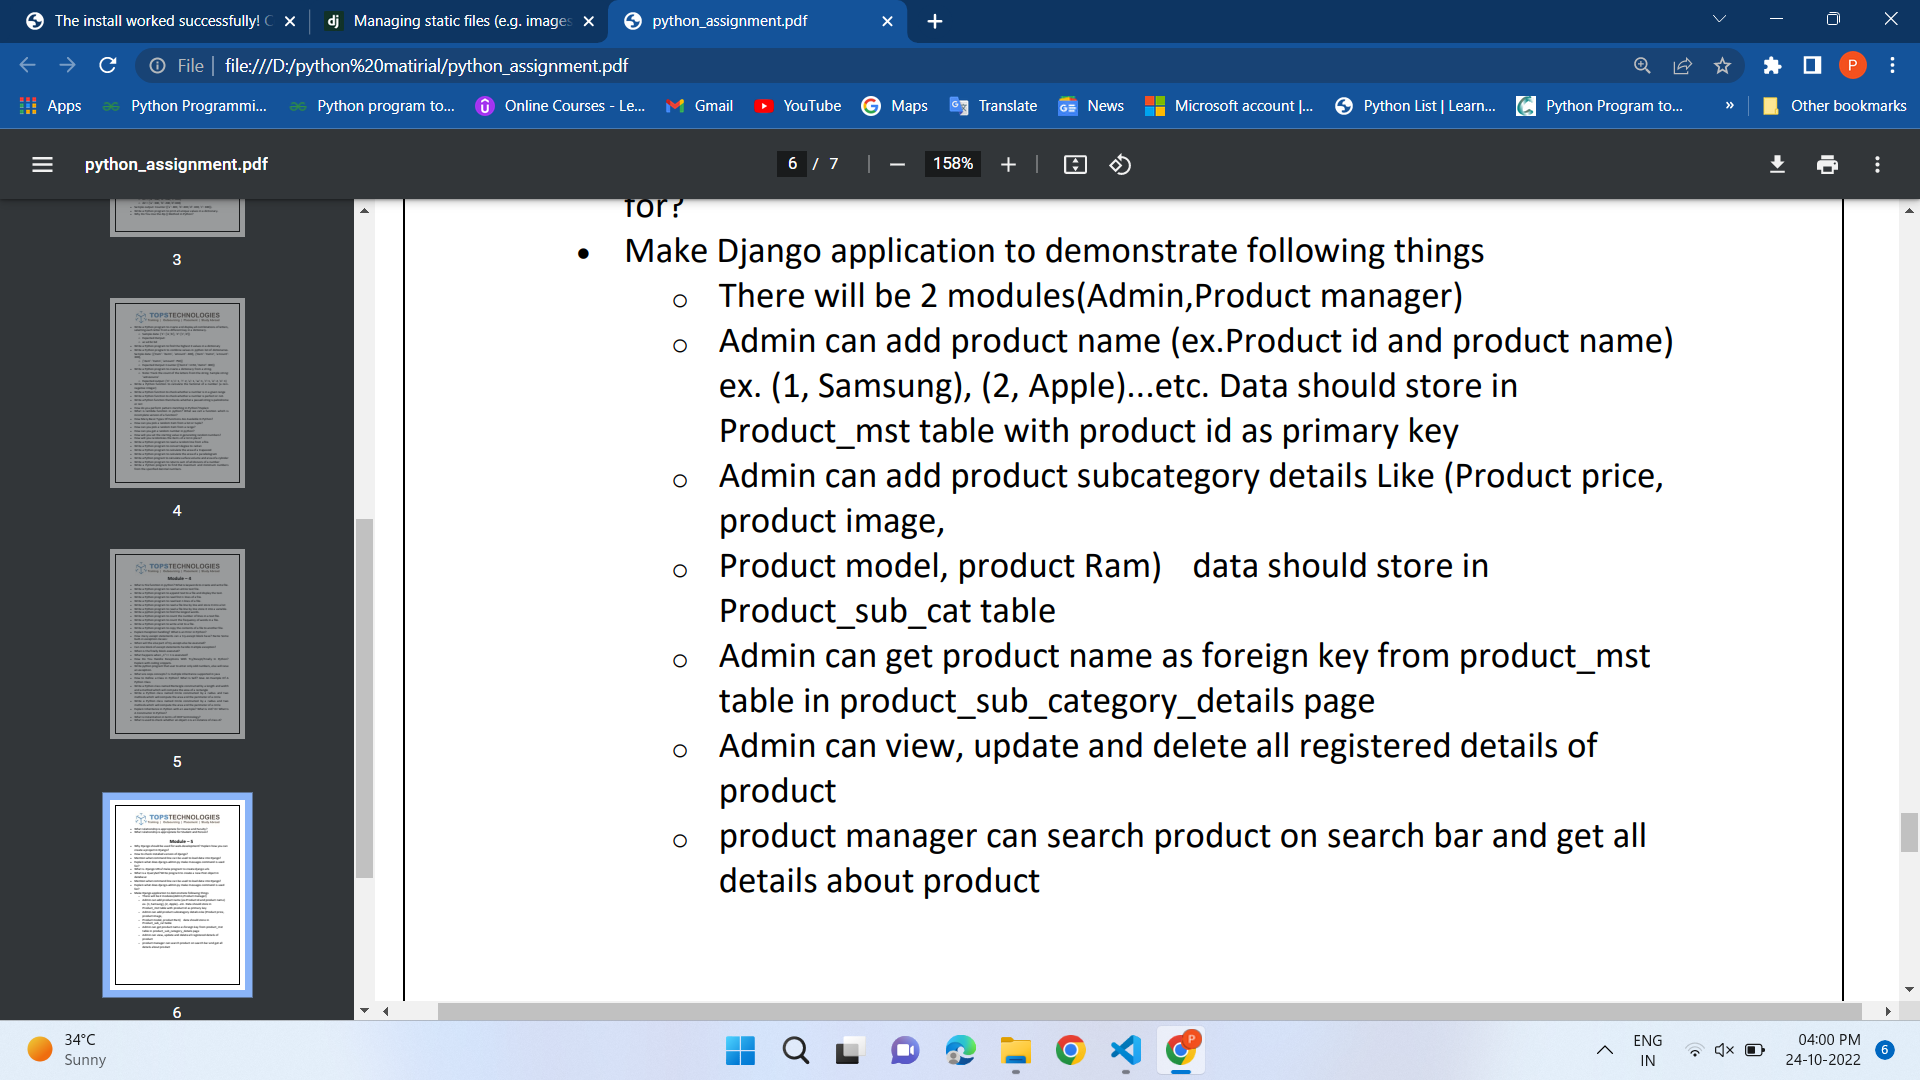 The install worked successfully! C
Managing static files (e.g. images
python_assignment.pdf
File
file:///D:/python%20matirial/python_assignment.pdf
P
Apps
Python Programmi...
Python program to...
Online Courses - Le...
Gmail
YouTube
Maps
Translate
News
Microsoft account |...
Python List | Learn...
Python Program to...
»
Other bookmarks
python_assignment.pdf
6 / 7
158%
3
TOPSTECHNOLOGIES
4
TOPSTECHNOLOGIES
Module – 4
5
TOPSTECHNOLOGIES
Module – 5
6
for?
• Make Django application to demonstrate following things
o There will be 2 modules(Admin,Product manager)
o Admin can add product name (ex.Product id and product name)
ex. (1, Samsung), (2, Apple)...etc. Data should store in
Product_mst table with product id as primary key
o Admin can add product subcategory details Like (Product price,
product image,
o Product model, product Ram) data should store in
Product_sub_cat table
o Admin can get product name as foreign key from product_mst
table in product_sub_category_details page
o Admin can view, update and delete all registered details of
product
o product manager can search product on search bar and get all
details about product
34°C
Sunny
P
ENG
IN
04:00 PM
24-10-2022
6